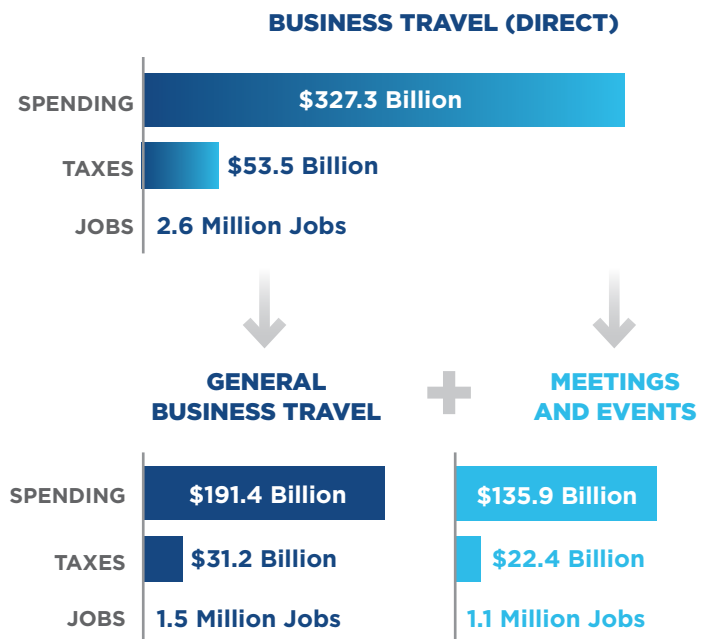 BUSINESS TRAVEL (DIRECT)
SPENDING $327.3 Billion
TAXES $53.5 Billion
JOBS 2.6 Million Jobs
GENERAL
BUSINESS TRAVEL
+
MEETINGS
AND EVENTS
SPENDING $191.4 Billion
$135.9 Billion
TAXES $31.2 Billion
$22.4 Billion
JOBS 1.5 Million Jobs
1.1 Million Jobs